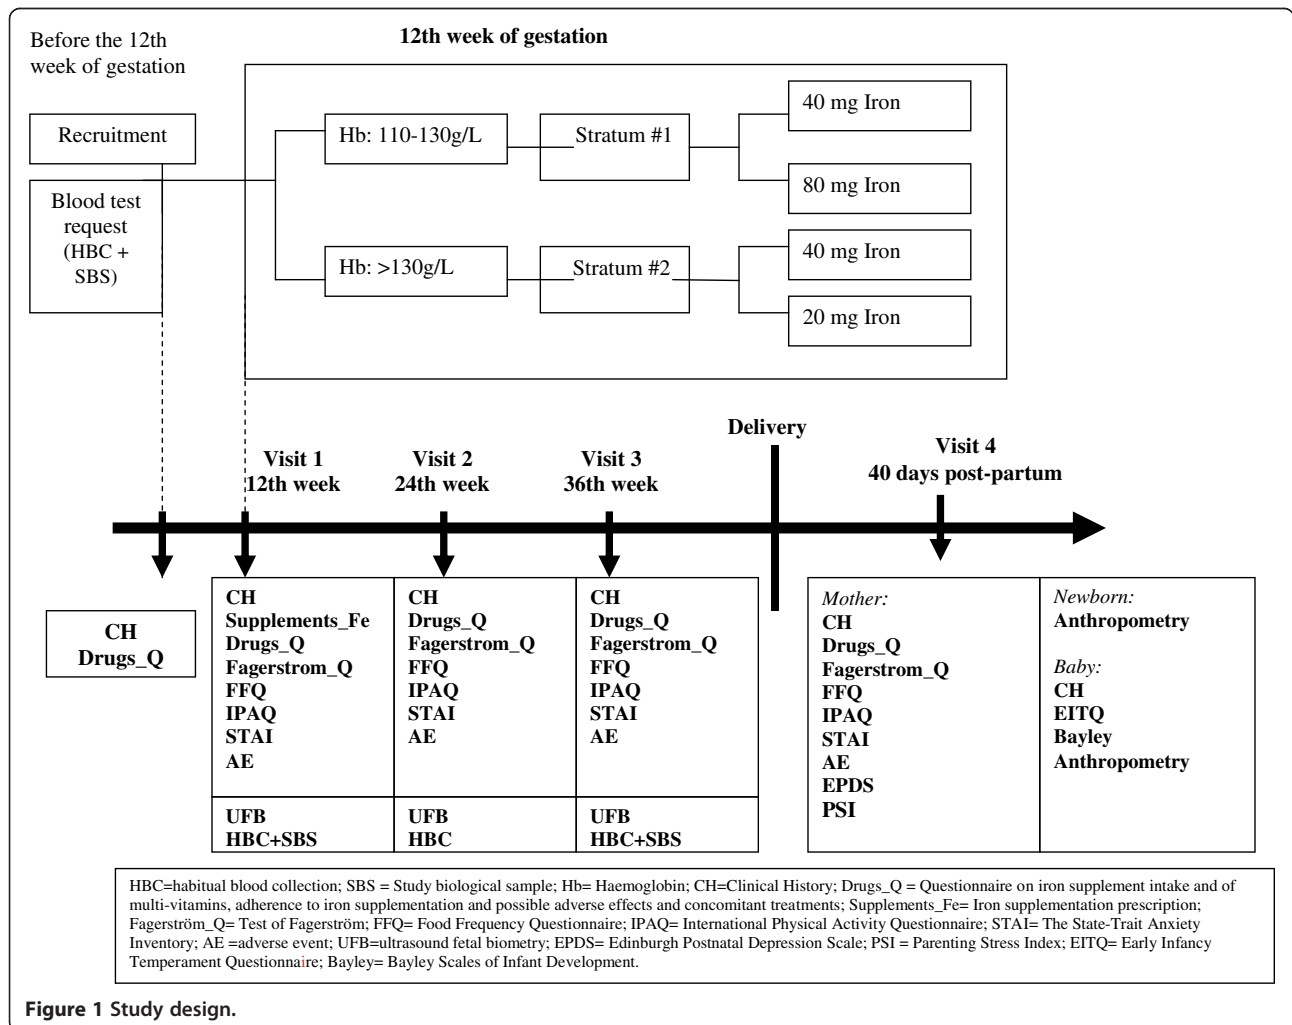 Before the 12th
week of gestation
12th week of gestation
Recruitment
Blood test
request
(HBC +
SBS)
Hb: 110-130g/L
Stratum #1
40 mg Iron
80 mg Iron
Hb: >130g/L
Stratum #2
40 mg Iron
20 mg Iron
Visit 1
12th week
Visit 2
24th week
Visit 3
36th week
Delivery
Visit 4
40 days post-partum
CH
Drugs_Q
CH
Supplements_Fe
Drugs_Q
Fagerstrom_Q
FFQ
IPAQ
STAI
AE
UFB
HBC+SBS
CH
Drugs_Q
Fagerstrom_Q
FFQ
IPAQ
STAI
AE
UFB
HBC
CH
Drugs_Q
Fagerstrom_Q
FFQ
IPAQ
STAI
AE
UFB
HBC+SBS
Mother:
CH
Drugs_Q
Fagerstrom_Q
FFQ
IPAQ
STAI
AE
EPDS
PSI
Newborn:
Anthropometry
Baby:
CH
EITQ
Bayley
Anthropometry
HBC=habitual blood collection; SBS = Study biological sample; Hb= Haemoglobin; CH=Clinical History; Drugs_Q = Questionnaire on iron supplement intake and of
multi-vitamins, adherence to iron supplementation and possible adverse effects and concomitant treatments; Supplements_Fe= Iron supplementation prescription;
Fagerström_Q= Test of Fagerström; FFQ= Food Frequency Questionnaire; IPAQ= International Physical Activity Questionnaire; STAI= The State-Trait Anxiety
Inventory; AE =adverse event; UFB=ultrasound fetal biometry; EPDS= Edinburgh Postnatal Depression Scale; PSI = Parenting Stress Index; EITQ= Early Infancy
Temperament Questionnaire; Bayley= Bayley Scales of Infant Development.
Figure 1 Study design.